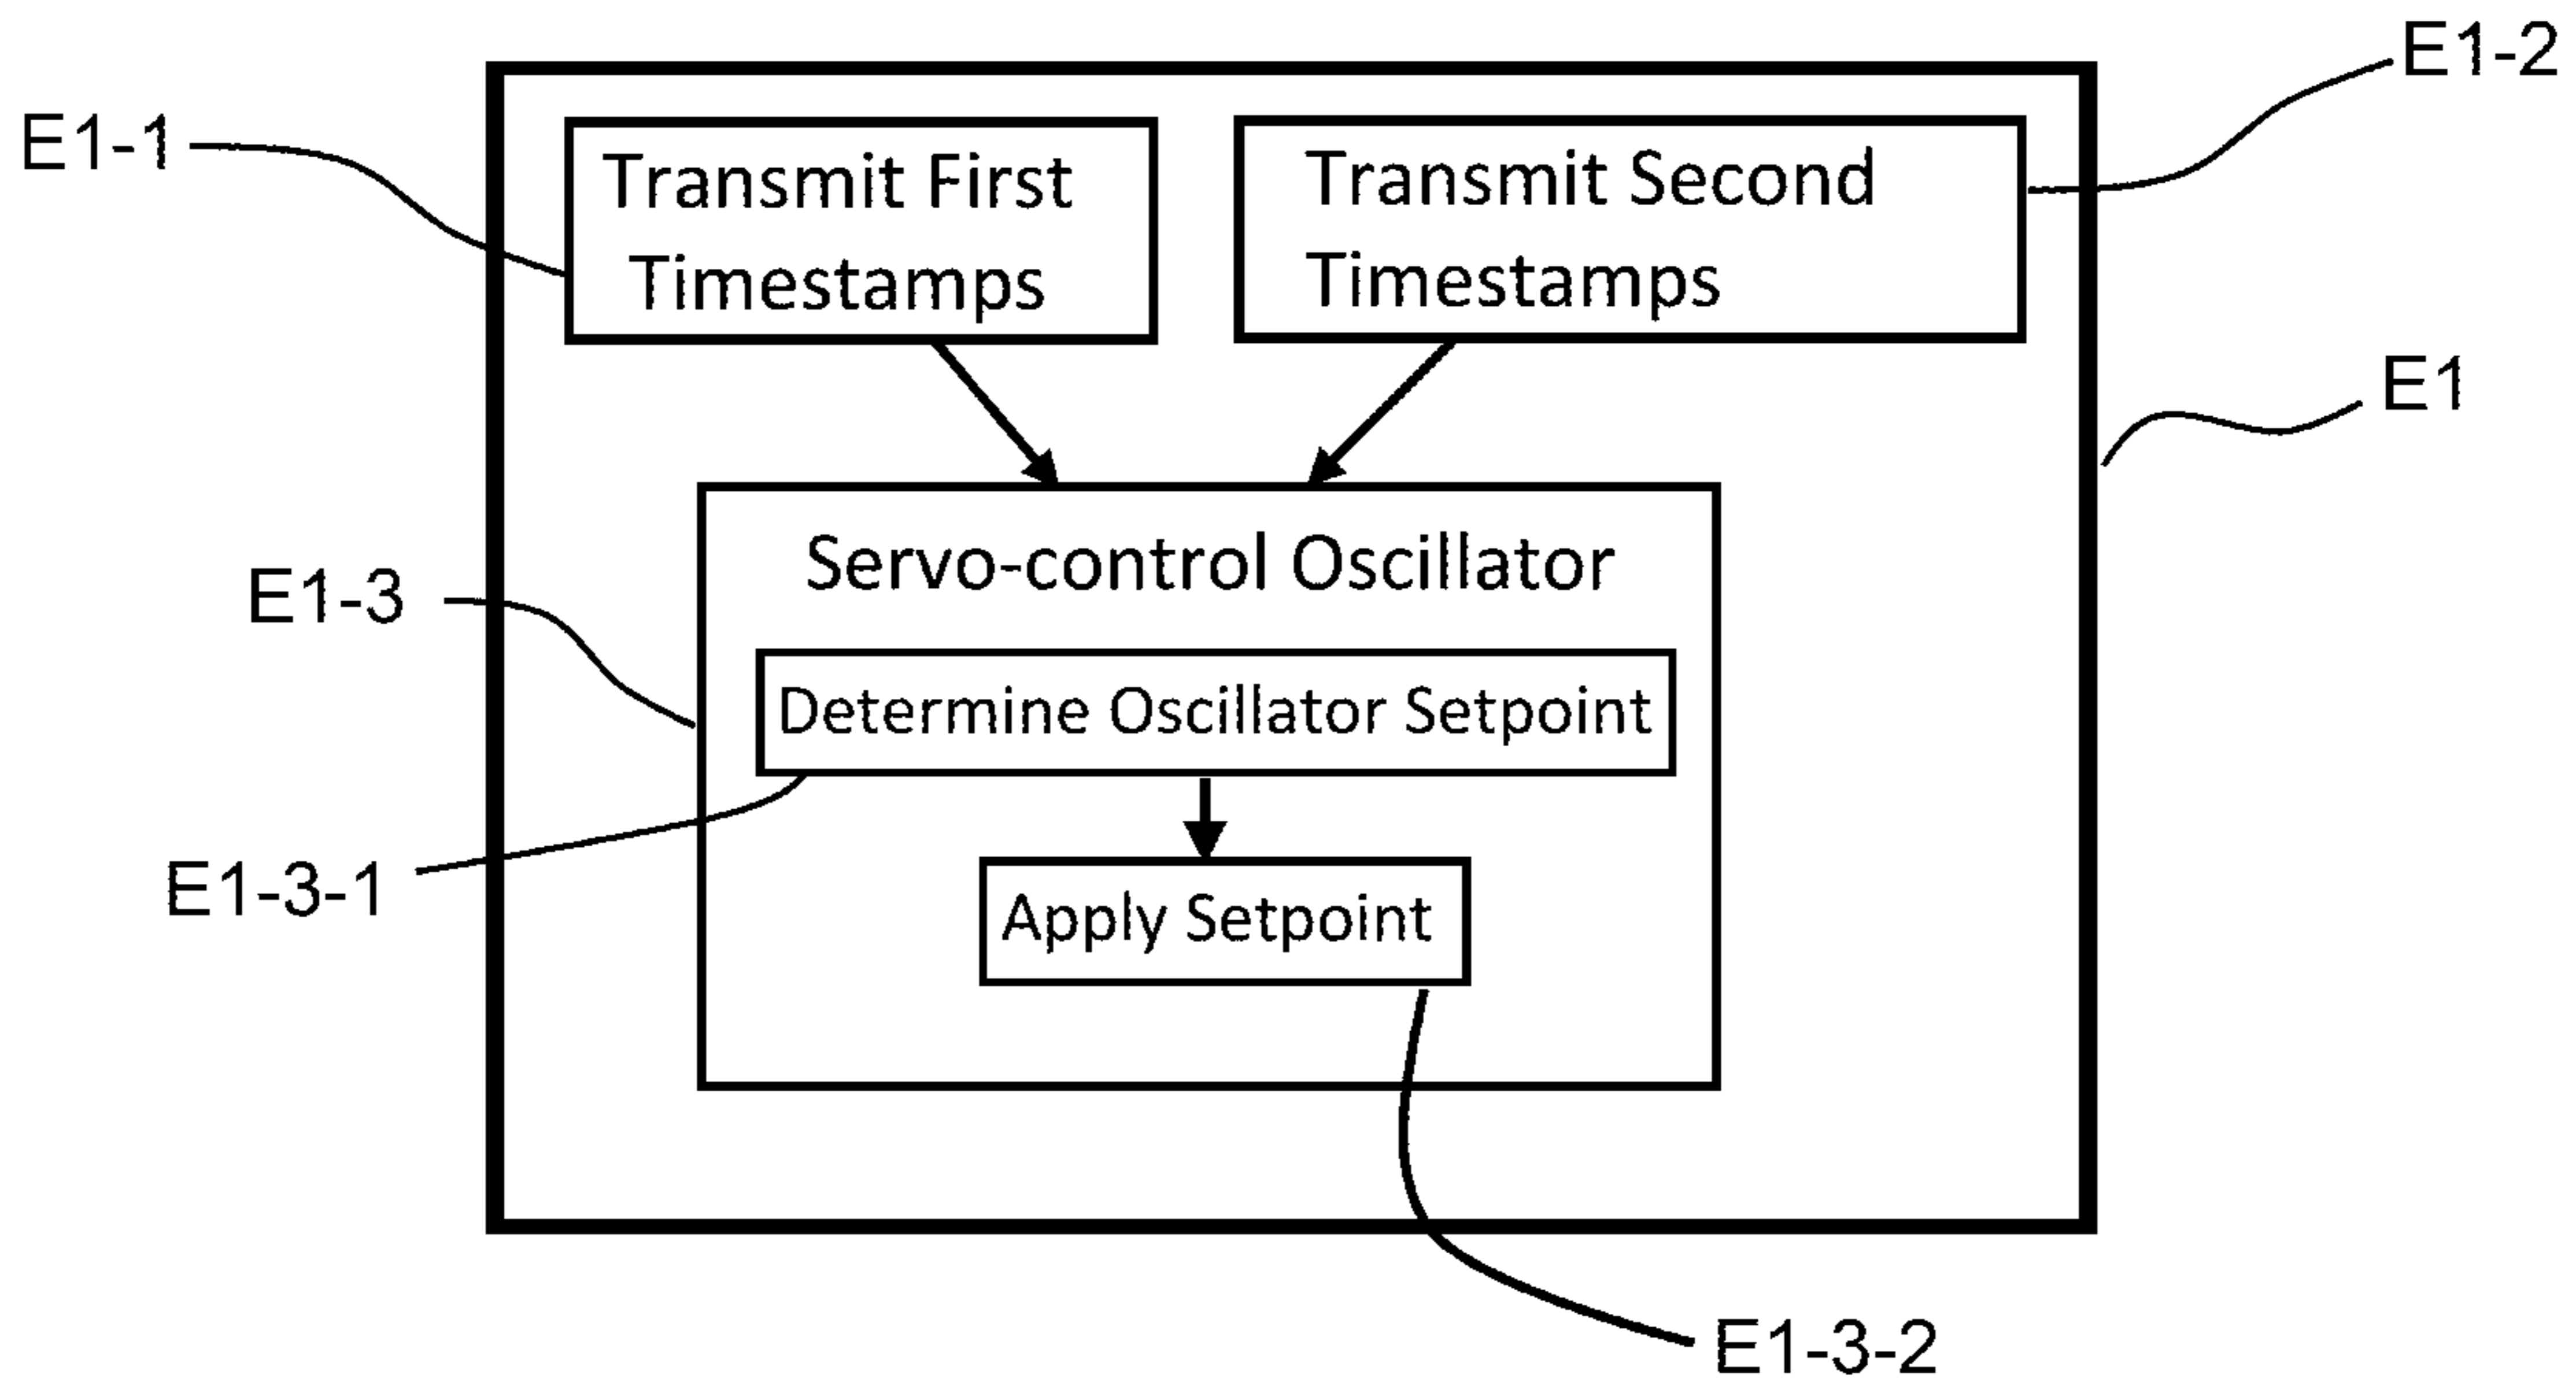 E1-2
E1-1
Transmit First
Timestamps
Transmit Second
Timestamps
E1
Servo-control Oscillator
E1-3
Determine Oscillator Setpoint
E1-3-1
Apply Setpoint
E1-3-2